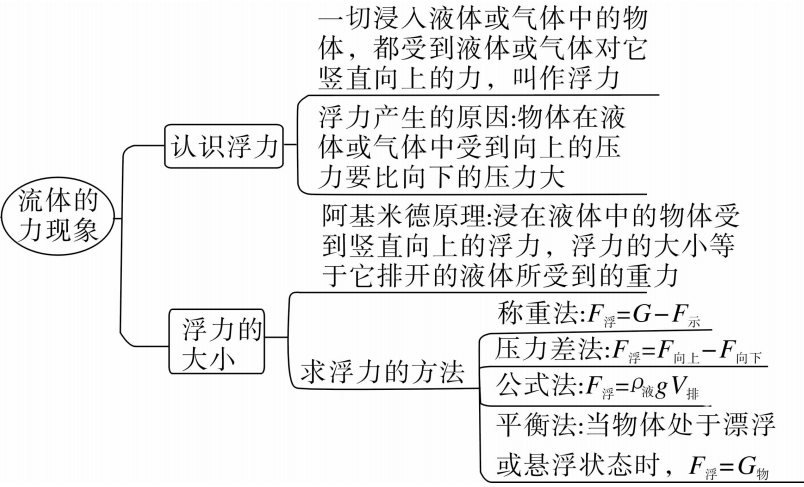 一切浸入液体或气体中的物
体，都受到液体或气体对它
竖直向上的力，叫作浮力
浮力产生的原因:物体在液
体或气体中受到向上的压
力要比向下的压力大
认识浮力
流体的
力现象
阿基米德原理:浸在液体中的物体受
到竖直向上的浮力，浮力的大小等
于它排开的液体所受到的重力
浮力的
大小
求浮力的方法
称重法:F浮=G-F示
压力差法:F浮=F向上-F向下
公式法:F浮=ρ液gV排
平衡法:当物体处于漂浮
或悬浮状态时，F浮=G物